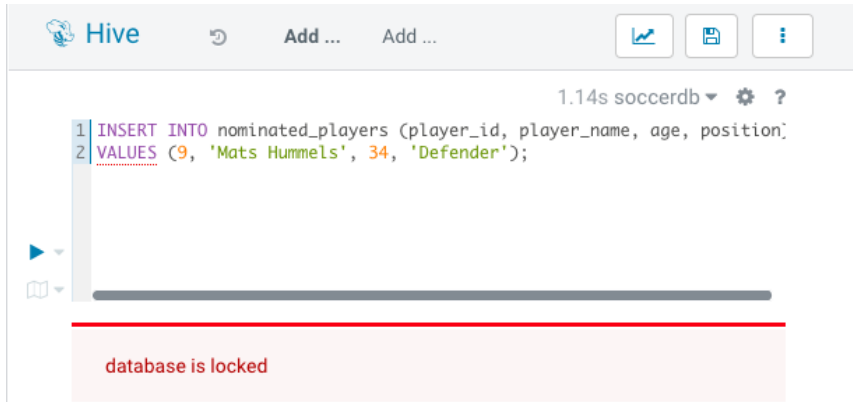 Hive Add ... Add ...
1.14s soccerdb ?
1 INSERT INTO nominated_players (player_id, player_name, age, position)
2 VALUES (9, 'Mats Hummels', 34, 'Defender');
database is locked